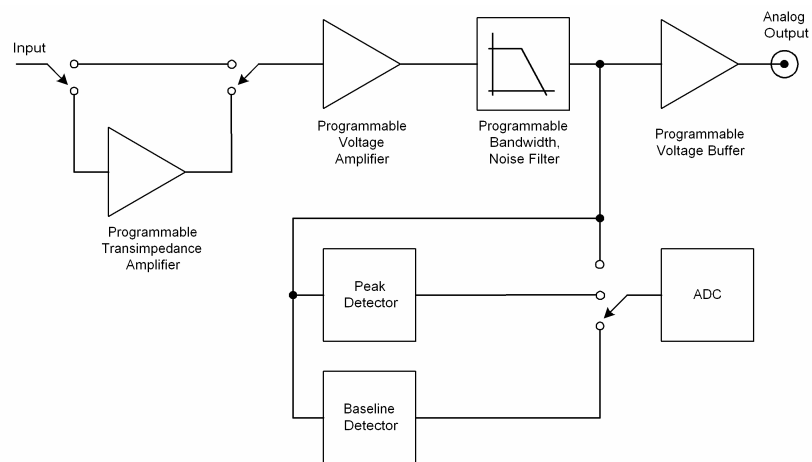 Input
Analog
Output
Programmable
Voltage
Amplifier
Programmable
Bandwidth,
Noise Filter
Programmable
Voltage Buffer
Programmable
Transimpedance
Amplifier
Peak
Detector
ADC
Baseline
Detector